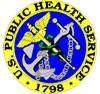 U.S. PUBLIC HEALTH SERVICE
• 1798 •